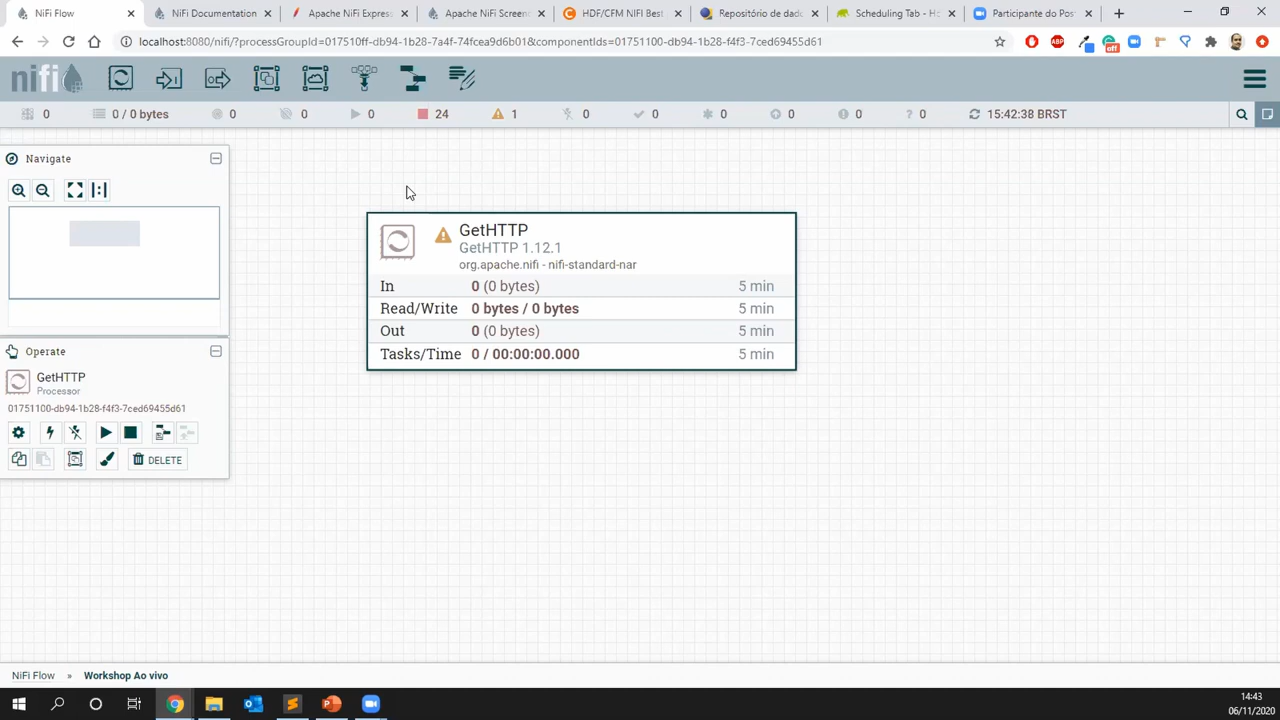 NiFi Flow
NiFi Documentation
Apache NiFi Expres
Apache NiFi Screen
HDF/CFM NIFI Best
Repositório de dad
Scheduling Tab - H
Participante do Pos
localhost:8080/nifi/?processGroupId=017510ff-db94-1b28-7a4f-74fcea9d6b01&componentIds=01751100-db94-1b28-f4f3-7ced69455d61
ABP
off
nifi
0
0 / 0 bytes
0
0
0
24
1
0
0
0
0
0
0
15:42:38 BRST
Navigate
GetHTTP
GetHTTP 1.12.1
org.apache.nifi - nifi-standard-nar
In 0 (0 bytes) 5 min
Read/Write 0 bytes / 0 bytes 5 min
Out 0 (0 bytes) 5 min
Tasks/Time 0 / 00:00:00.000 5 min
Operate
GetHTTP
Processor
01751100-db94-1b28-f4f3-7ced69455d61
DELETE
NiFi Flow » Workshop Ao vivo
14:43
06/11/2020